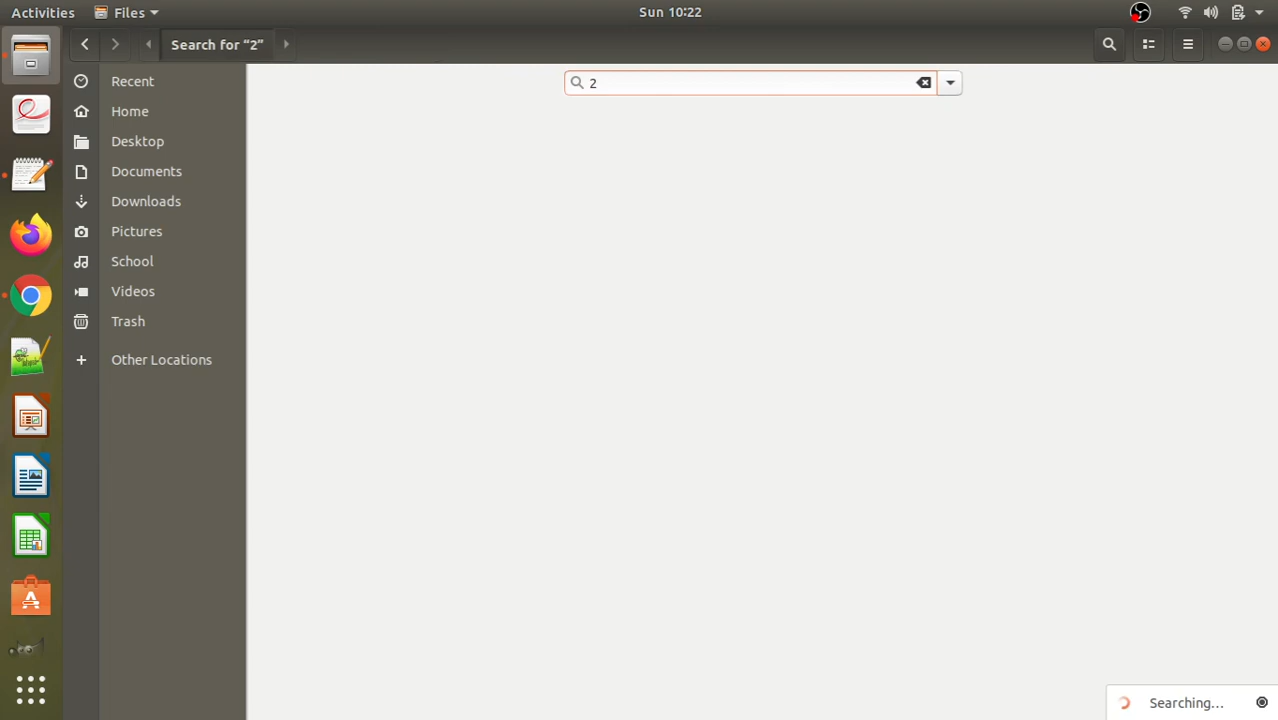 Activities
Files
Sun 10:22
Search for “2”
2
Recent
Home
Desktop
Documents
Downloads
Pictures
School
Videos
Trash
Other Locations
Searching...